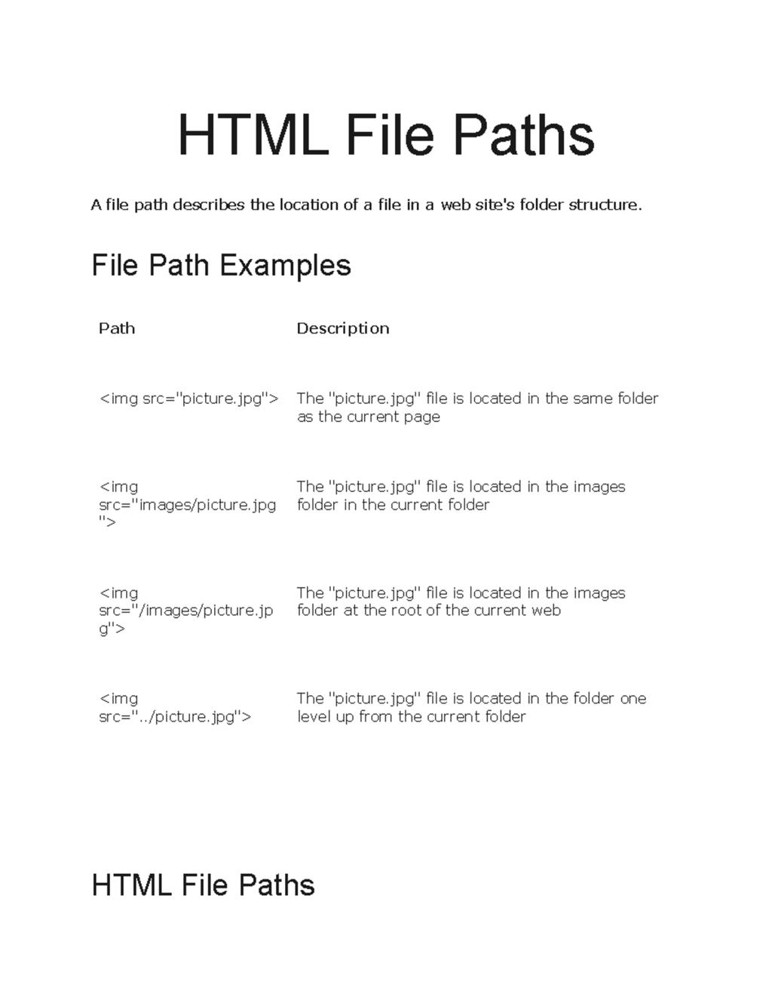 HTML File Paths
A file path describes the location of a file in a web site's folder structure.
File Path Examples
Path Description
<img src="picture.jpg"> The "picture.jpg" file is located in the same folder
as the current page
<img
src="images/picture.jpg
"> The "picture.jpg" file is located in the images
folder in the current folder
<img
src="/images/picture.jp
g"> The "picture.jpg" file is located in the images
folder at the root of the current web
<img
src="../picture.jpg"> The "picture.jpg" file is located in the folder one
level up from the current folder
HTML File Paths